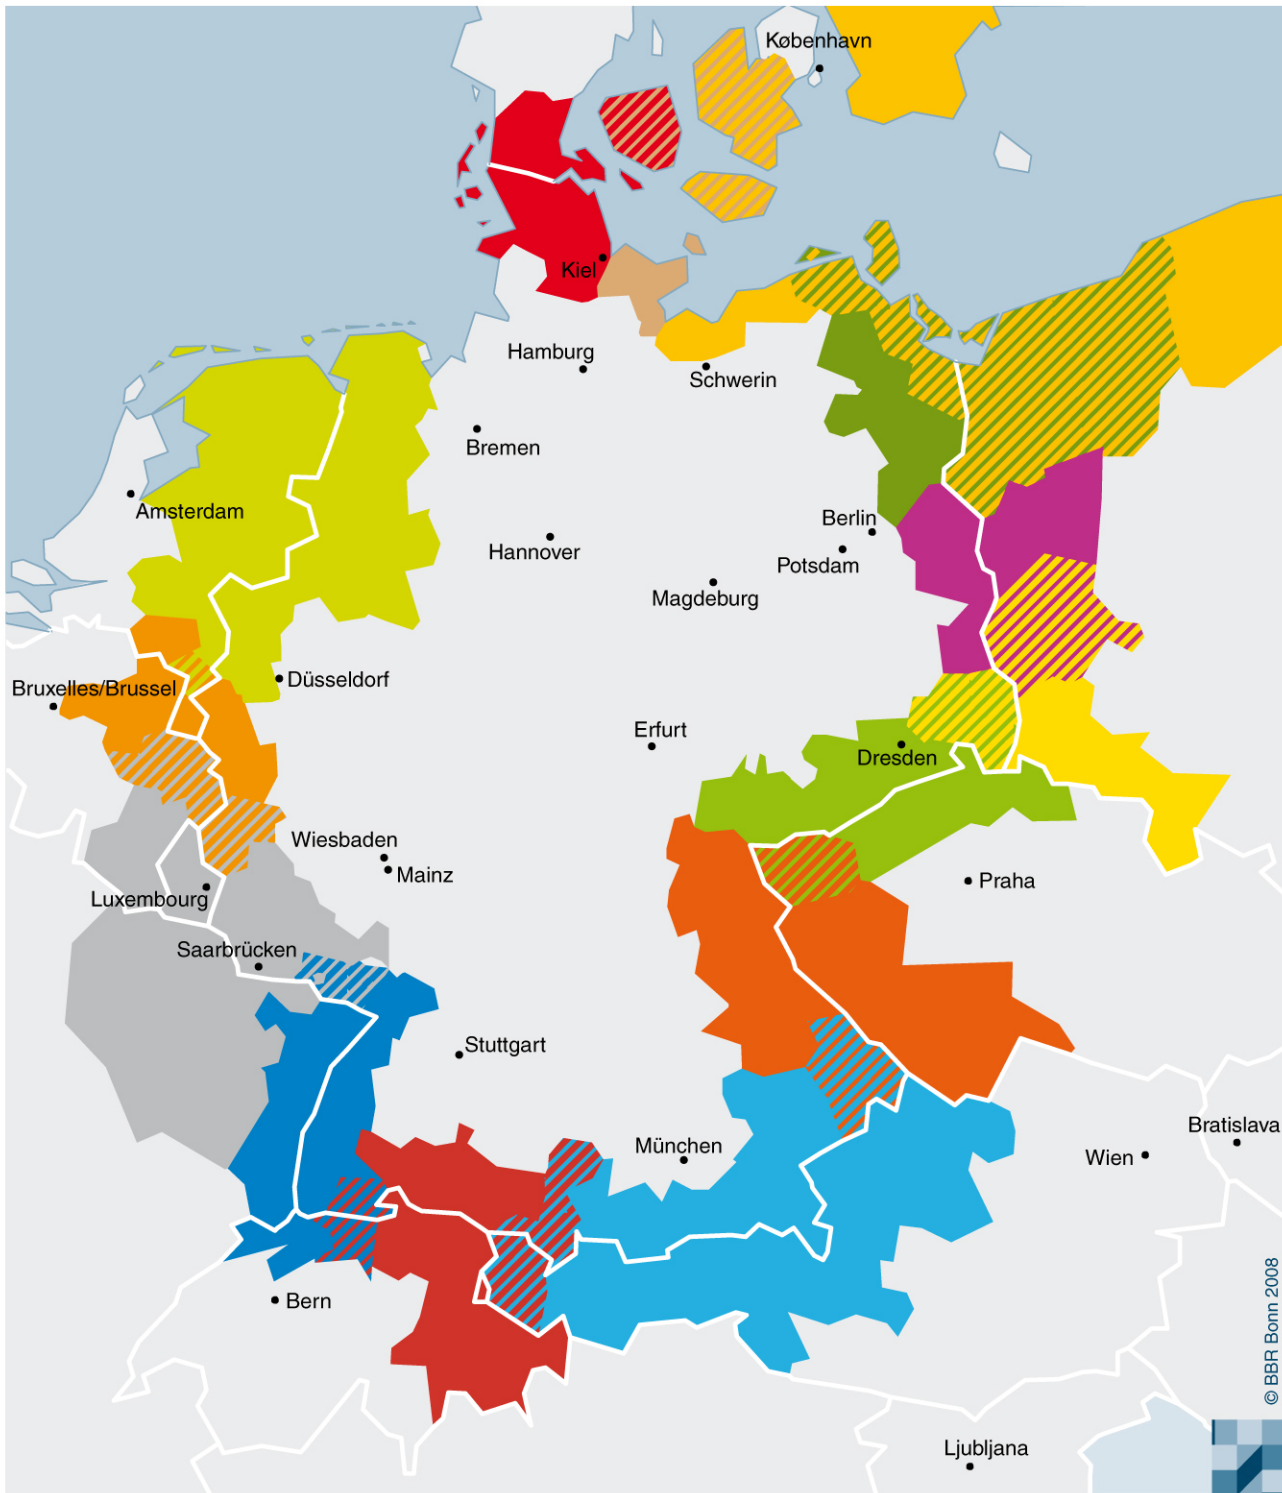 København
Kiel
Hamburg
Schwerin
Bremen
Amsterdam
Berlin
Hannover
Potsdam
Magdeburg
Düsseldorf
Bruxelles/Brussel
Erfurt
Dresden
Wiesbaden
Mainz
Praha
Luxembourg
Saarbrücken
Stuttgart
Bratislava
München
Wien
Bern
© BBR Bonn 2008
Ljubljana